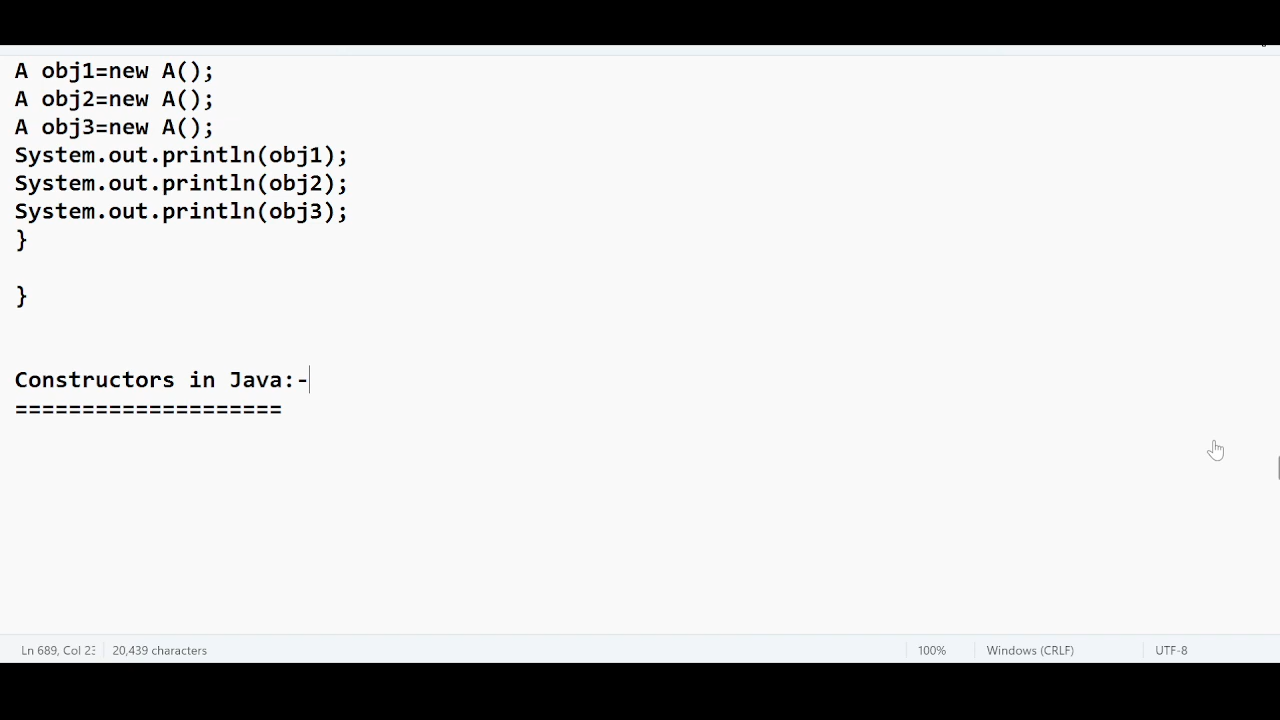 A obj1=new A();
A obj2=new A();
A obj3=new A();
System.out.println(obj1);
System.out.println(obj2);
System.out.println(obj3);
}
}
Constructors in Java:-
====================
Ln 689, Col 23 20,439 characters 100% Windows (CRLF) UTF-8